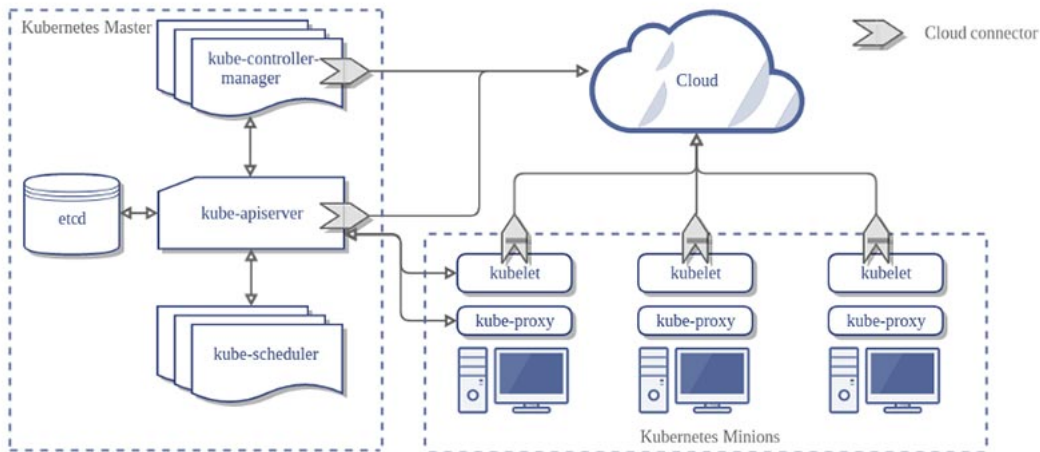 Kubernetes Master
kube-controller-
manager
Cloud
Cloud connector
etcd
kube-apiserver
kubelet
kubelet
kubelet
kube-proxy
kube-proxy
kube-proxy
kube-scheduler
Kubernetes Minions